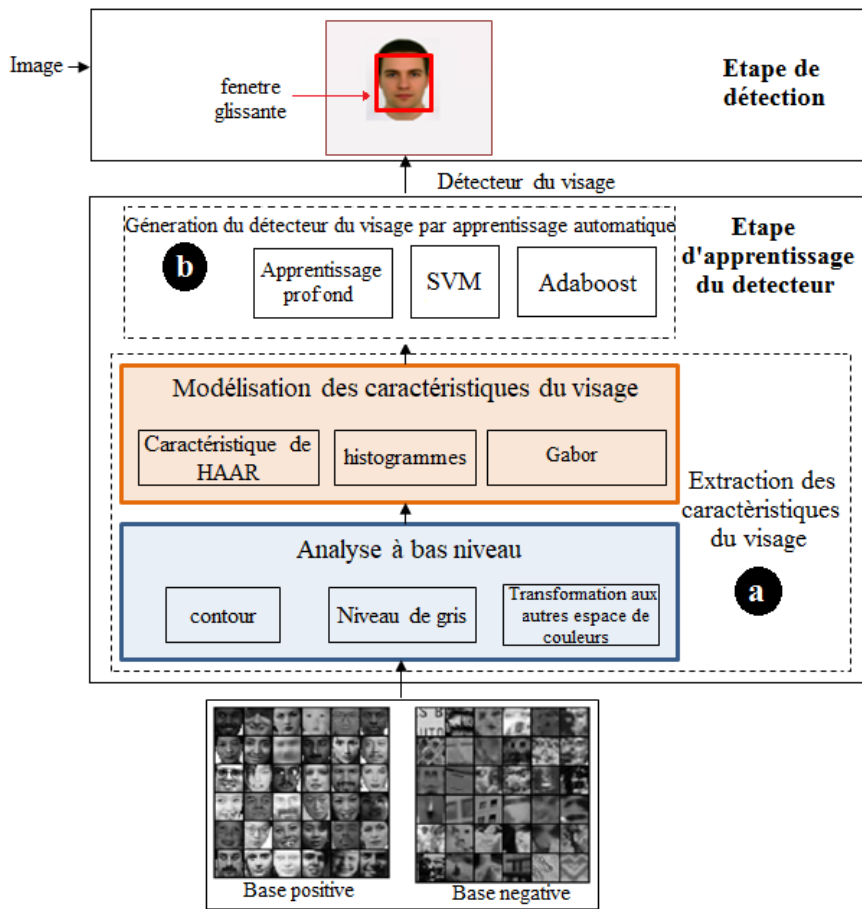 Image
fenetre
glissante
Etape de
détection
Détecteur du visage
Géneration du détecteur du visage par apprentissage automatique
b
Apprentissage
profond
SVM
Adaboost
Etape
d'apprentissage
du detecteur
Modélisation des caractéristiques du visage
Caractéristique de
HAAR
histogrammes
Gabor
Extraction des
caractèristiques
du visage
a
Analyse à bas niveau
contour
Niveau de gris
Transformation aux
autres espace de
couleurs
S B
UTO
Base positive
Base negative